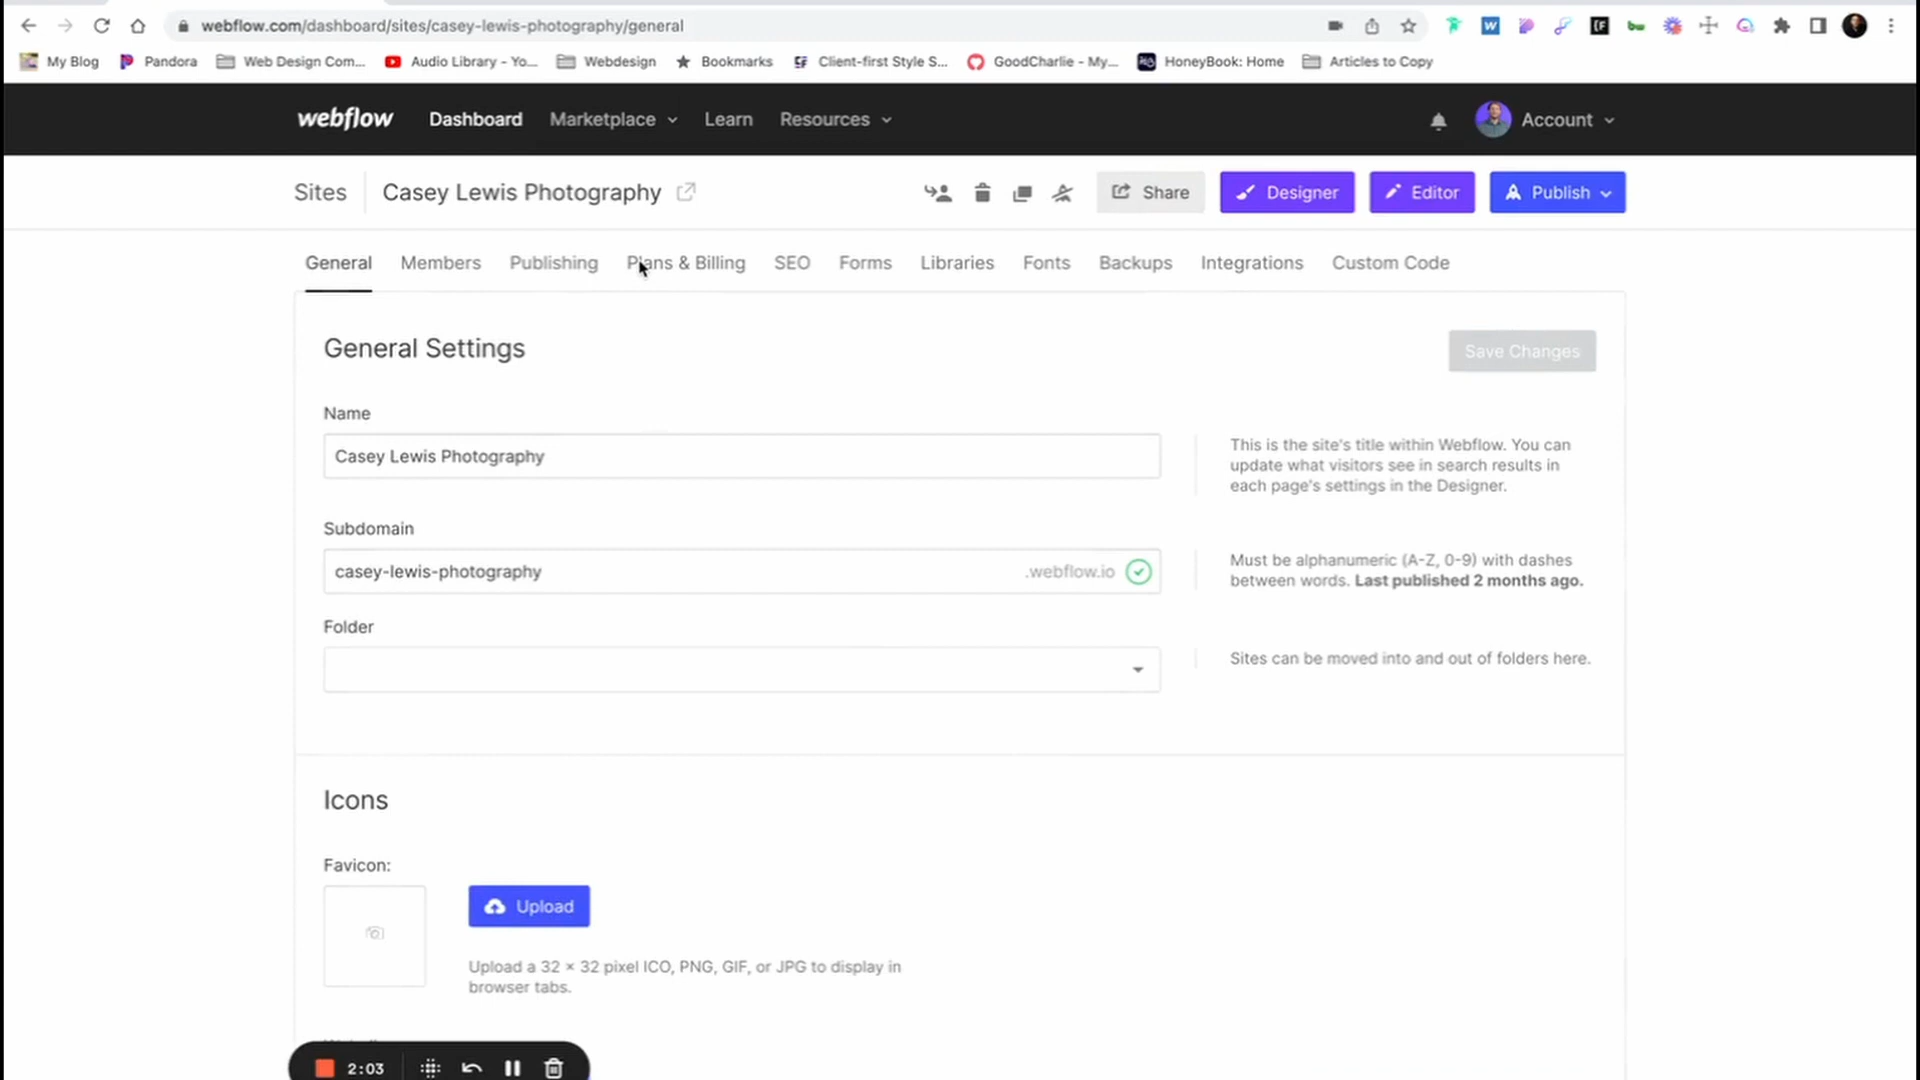 webflow.com/dashboard/sites/casey-lewis-photography/general
My Blog Pandora Web Design Com... Audio Library - Yo... Webdesign Bookmarks Client-first Style S... GoodCharlie - My... HoneyBook: Home Articles to Copy
webflow Dashboard Marketplace Learn Resources Account
Sites Casey Lewis Photography Share Designer Editor Publish
General Members Publishing Plans & Billing SEO Forms Libraries Fonts Backups Integrations Custom Code
General Settings
Save Changes
Name
Casey Lewis Photography
This is the site's title within Webflow. You can
update what visitors see in search results in
each page's settings in the Designer.
Subdomain
casey-lewis-photography .webflow.io
Must be alphanumeric (A-Z, 0-9) with dashes
between words. Last published 2 months ago.
Folder
Sites can be moved into and out of folders here.
Icons
Favicon:
Upload
Upload a 32 × 32 pixel ICO, PNG, GIF, or JPG to display in
browser tabs.
2:03